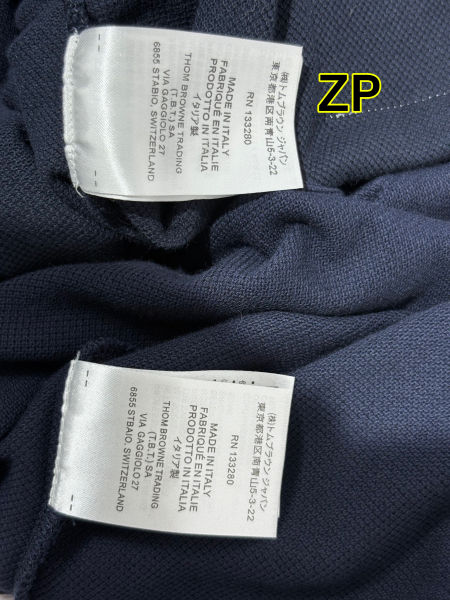 ZP
(株)トムブラウン ジャパン
東京都港区南青山5-3-22
RN 133280
MADE IN ITALY
FABRIQUÉ EN ITALIE
PRODOTTO IN ITALIA
イタリア製
THOM BROWNE TRADING
(T.B.T.) SA
VIA GAGGIOLO 27
6855 STABIO, SWITZERLAND
(株)トムブラウン ジャパン
東京都港区南青山5-3-22
RN 133280
MADE IN ITALY
FABRIQUÉ EN ITALIE
PRODOTTO IN ITALIA
イタリア製
THOM BROWNE TRADING
(T.B.T.) SA
VIA GAGGIOLO 27
6855 STBAIO, SWITZERLAND